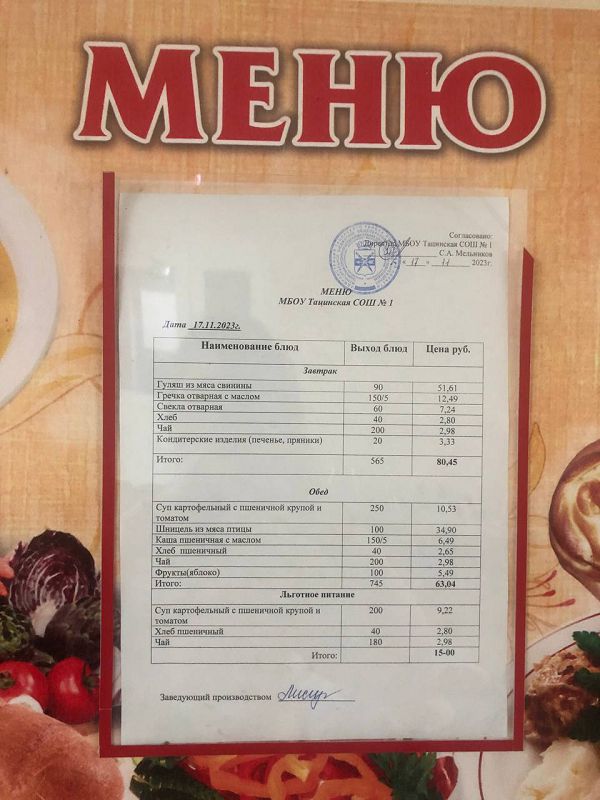 МЕНЮ
Согласовано:
Директор МБОУ Тацинская СОШ № 1
С.А. Мельников
« 17 » 11 2023г.
МЕНЮ
МБОУ Тацинская СОШ № 1
Дата 17.11.2023г.
Наименование блюд Выход блюд Цена руб.
Завтрак
Гуляш из мяса свинины 90 51,61
Гречка отварная с маслом 150/5 12,49
Свекла отварная 60 7,24
Хлеб 40 2,80
Чай 200 2,98
Кондитерские изделия (печенье, пряники) 20 3,33
Итого: 565 80,45
Обед
Суп картофельный с пшеничной крупой и 250 10,53
томатом
Шницель из мяса птицы 100 34,90
Каша пшеничная с маслом 150/5 6,49
Хлеб пшеничный 40 2,65
Чай 200 2,98
Фрукты(яблоко) 100 5,49
Итого: 745 63,04
Льготное питание
Суп картофельный с пшеничной крупой и 200 9,22
томатом
Хлеб пшеничный 40 2,80
Чай 180 2,98
Итого: 15-00
Заведующий производством